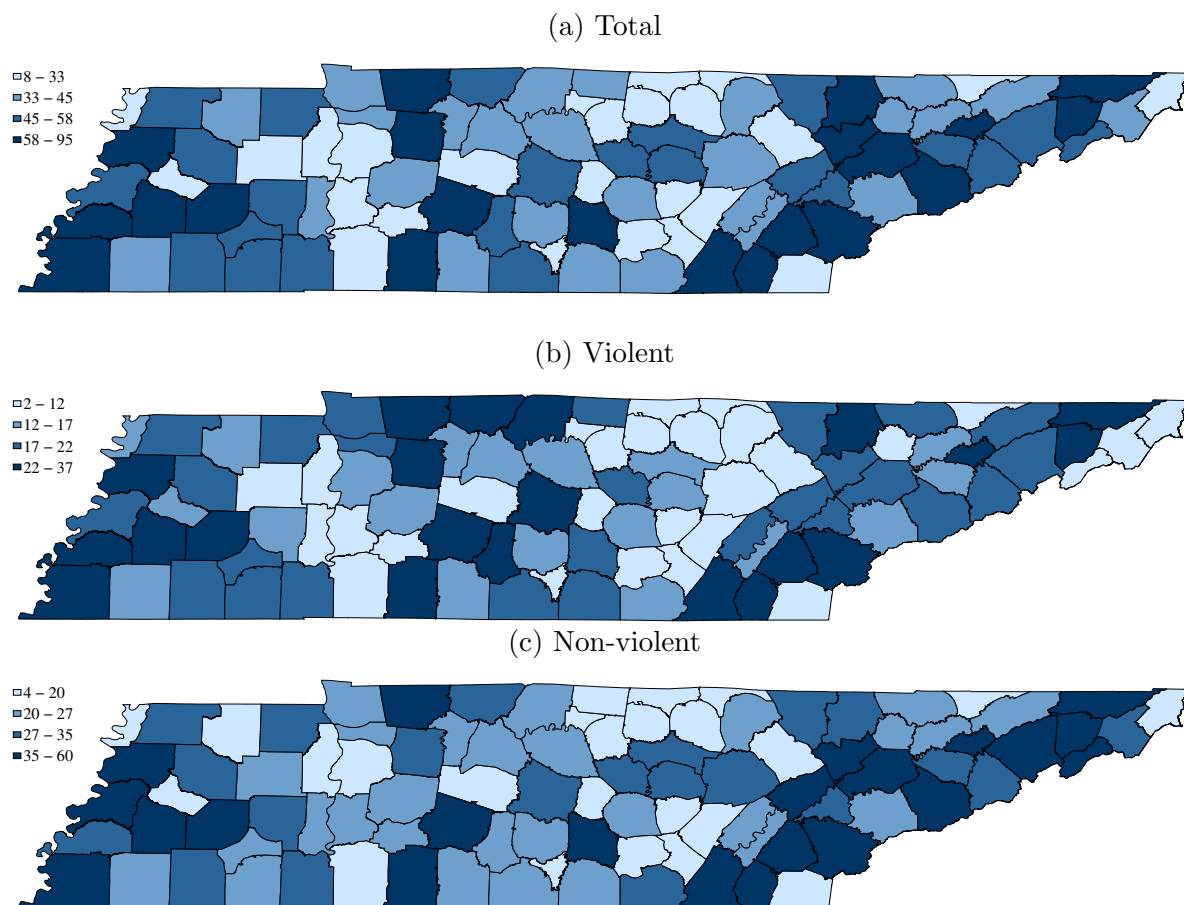 (a) Total
8 – 33
33 – 45
45 – 58
58 – 95
(b) Violent
2 – 12
12 – 17
17 – 22
22 – 37
(c) Non-violent
4 – 20
20 – 27
27 – 35
35 – 60